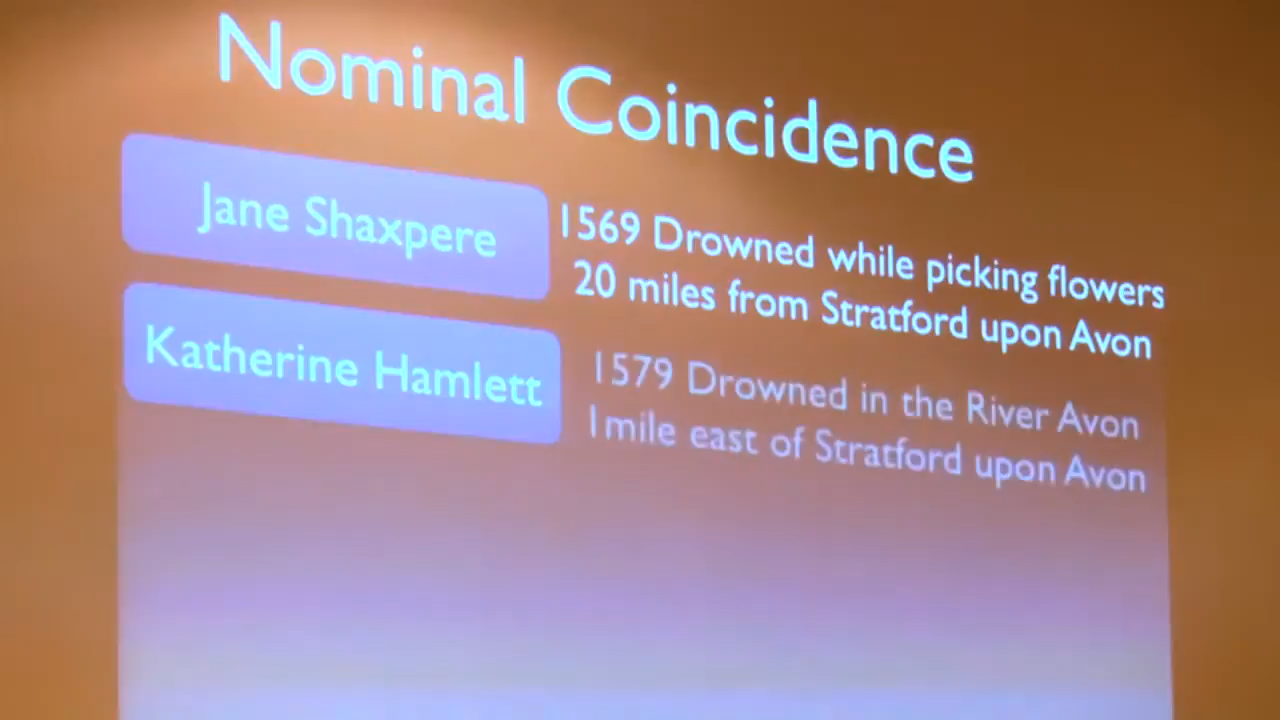 Nominal Coincidence
Jane Shaxpere
1569 Drowned while picking flowers
20 miles from Stratford upon Avon
Katherine Hamlett
1579 Drowned in the River Avon
1mile east of Stratford upon Avon